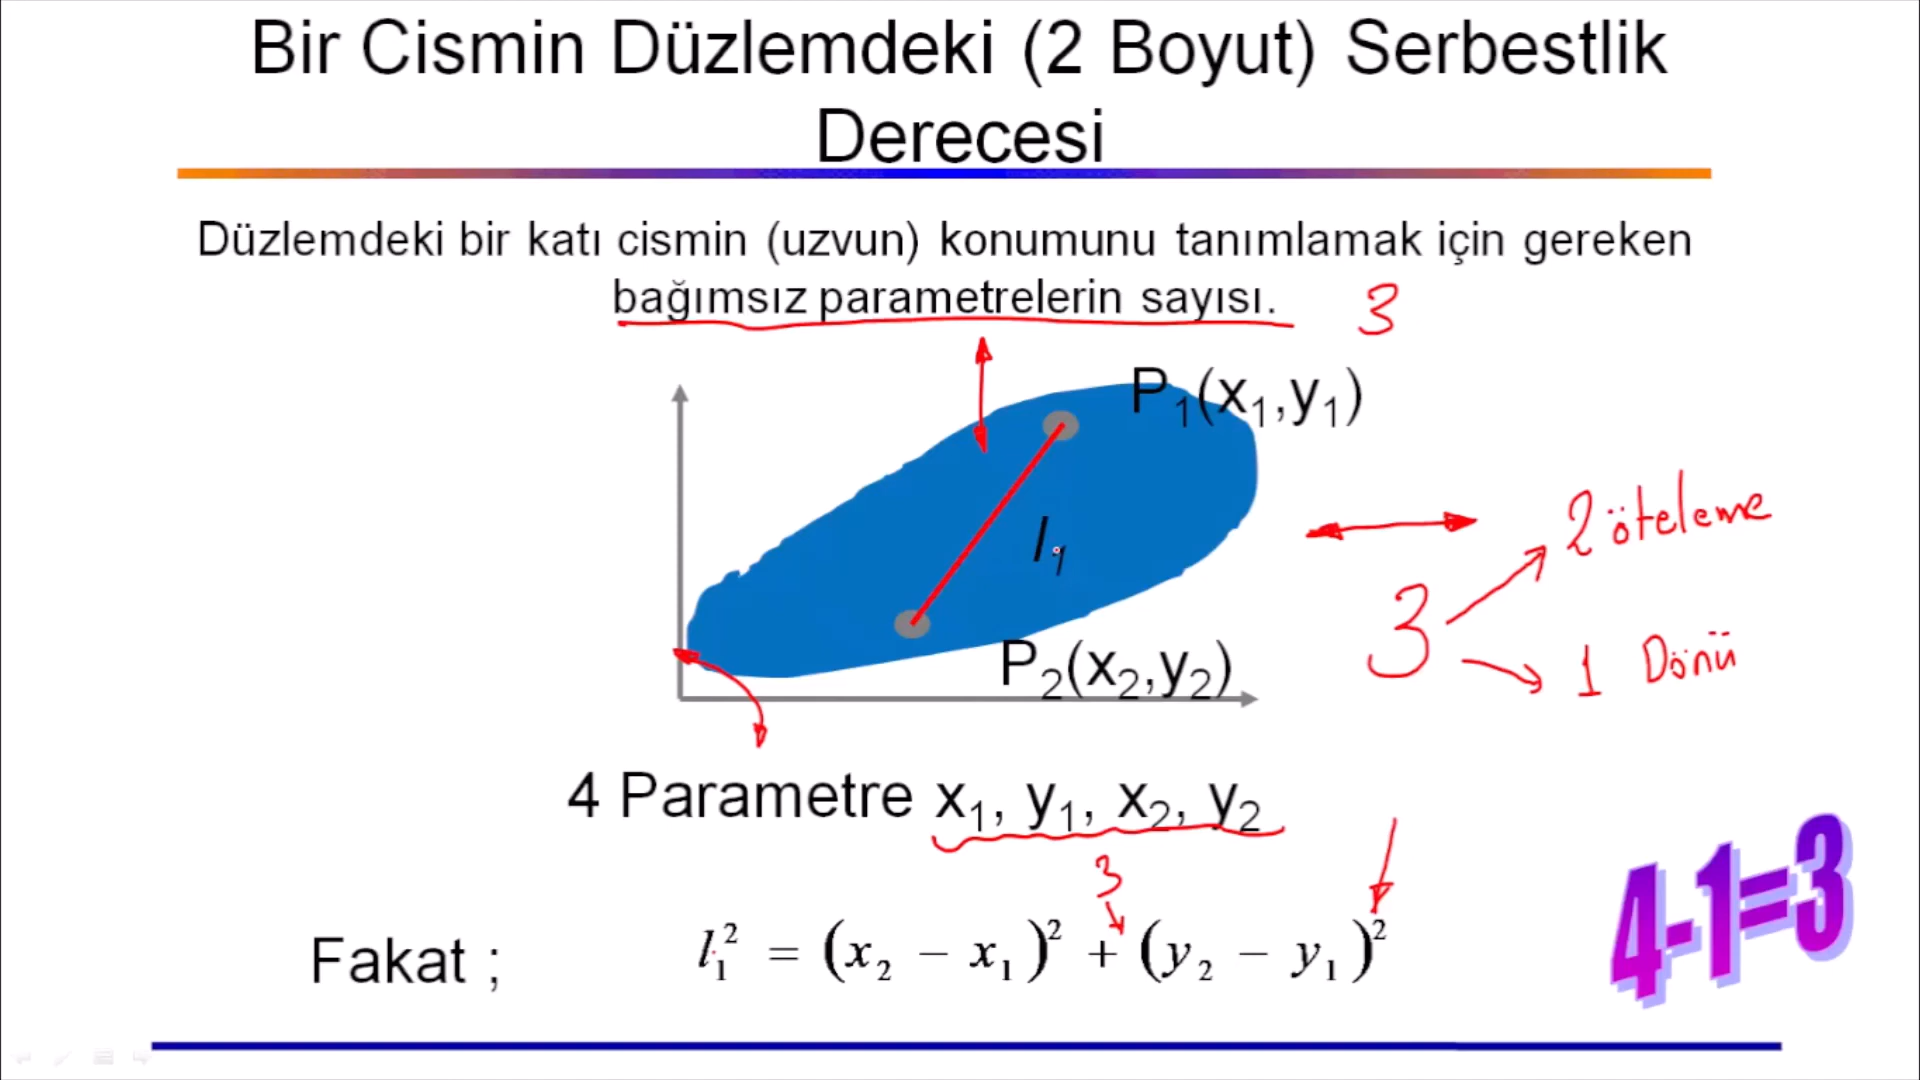 Bir Cismin Düzlemdeki (2 Boyut) Serbestlik
Derecesi
Düzlemdeki bir katı cismin (uzvun) konumunu tanımlamak için gereken
bağımsız parametrelerin sayısı. 3
P₁(x₁,y₁)
l₁
2 öteleme
3
1 Dönü
P₂(x₂,y₂)
4 Parametre x₁, y₁, x₂, y₂
3
4-1=3
Fakat ; l₁² = (x₂ − x₁)² + (y₂ − y₁)²